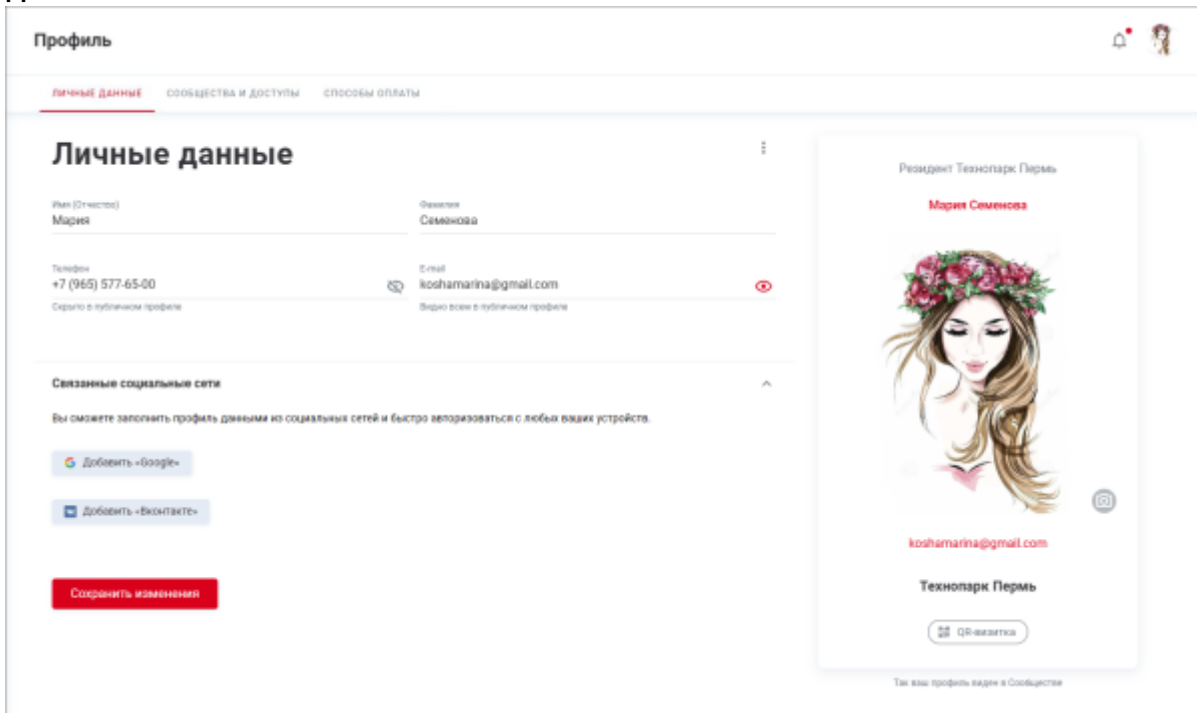 Профиль
ЛИЧНЫЕ ДАННЫЕ СООБЩЕСТВА И ДОСТУПЫ СПОСОБЫ ОПЛАТЫ
Личные данные
Имя (Отчество) Фамилия
Мария Семенова
Телефон E-mail
+7 (965) 577-65-00 koshamarina@gmail.com
Скрыто в публичном профиле Видно всем в публичном профиле
Связанные социальные сети
Вы сможете заполнить профиль данными из социальных сетей и быстро авторизоваться с любых ваших устройств.
Добавить «Google»
Добавить «Вконтакте»
Сохранить изменения
Резидент Технопарк Пермь
Мария Семенова
koshamarina@gmail.com
Технопарк Пермь
QR-визитка
Так ваш профиль виден в Сообществе